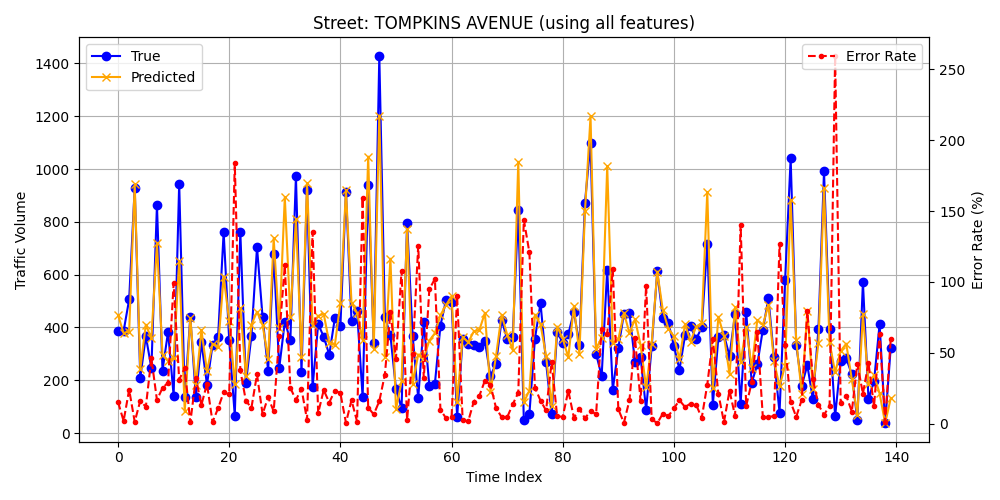 Street: TOMPKINS AVENUE (using all features)
True
Predicted
Error Rate
1400
1200
1000
800
600
400
200
0
Traffic Volume
250
200
150
100
50
0
Error Rate (%)
0 20 40 60 80 100 120 140
Time Index